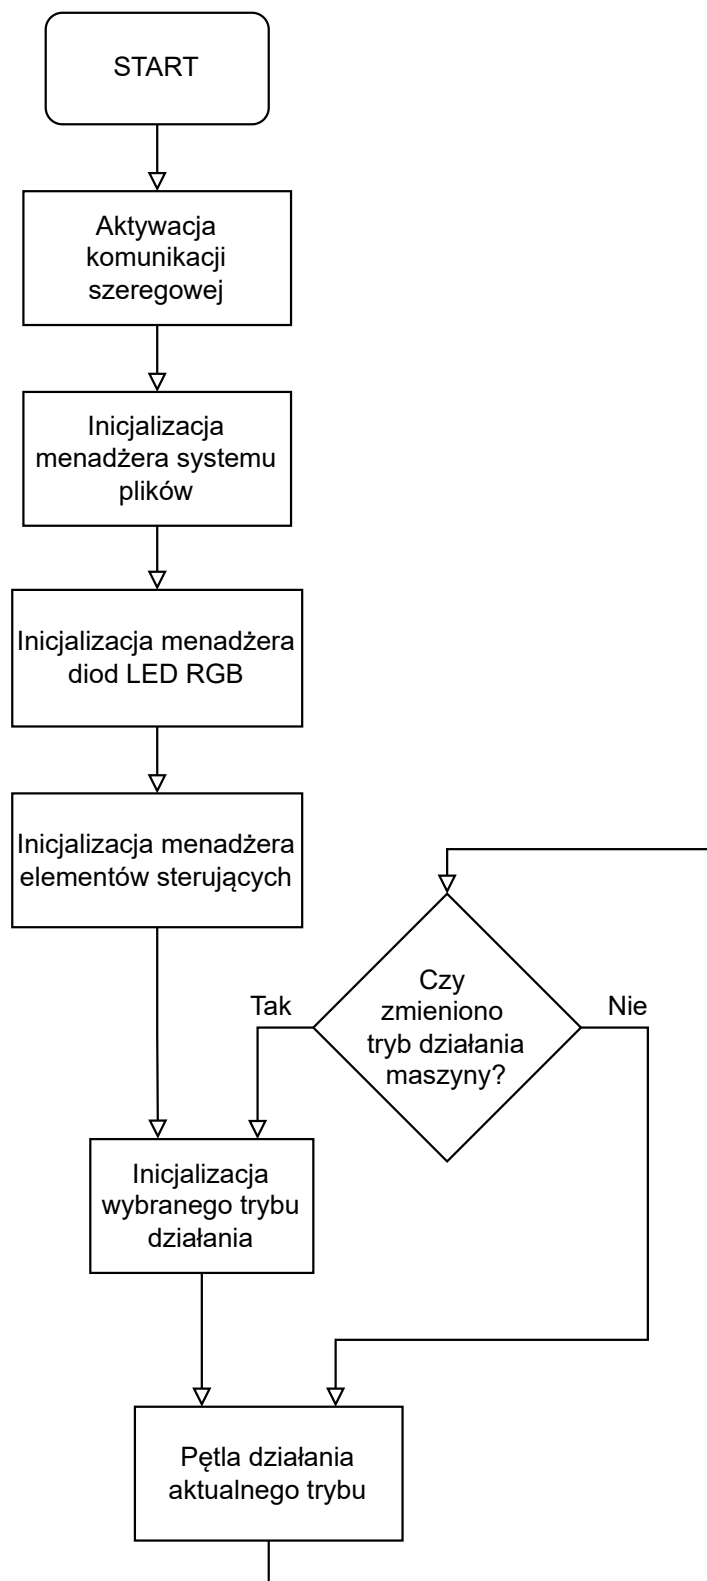 START
Aktywacja
komunikacji
szeregowej
Inicjalizacja
menadżera systemu
plików
Inicjalizacja menadżera
diod LED RGB
Inicjalizacja menadżera
elementów sterujących
Czy
zmieniono
tryb działania
maszyny?
Tak
Nie
Inicjalizacja
wybranego trybu
działania
Pętla działania
aktualnego trybu